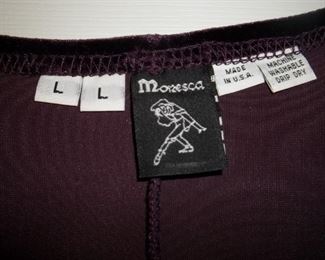 L
L
Moresca
MADE
IN
U.S.A.
MACHINE
WASHABLE
DRIP DRY